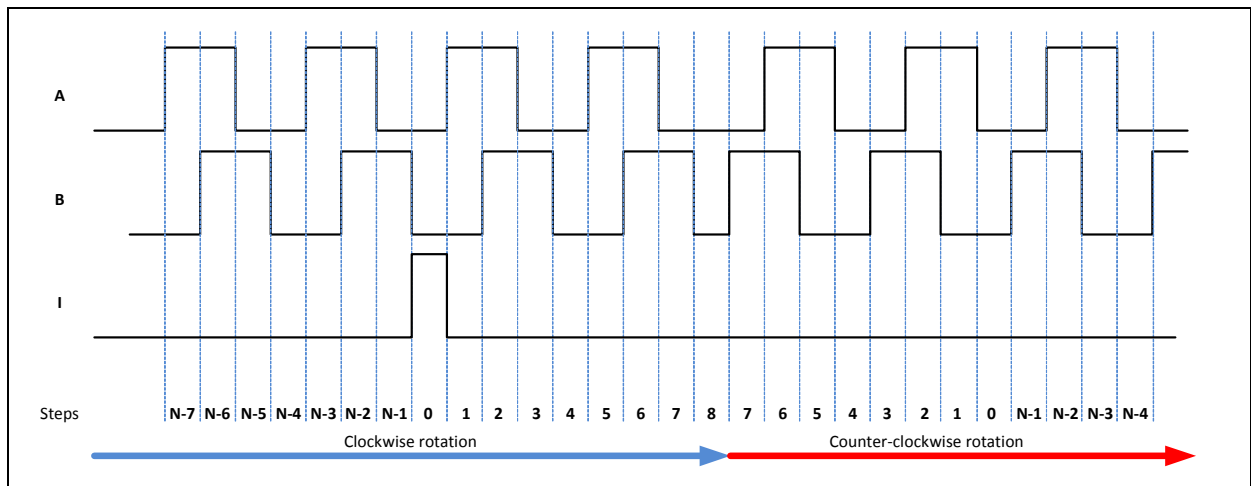 A
B
I
Steps N-7 N-6 N-5 N-4 N-3 N-2 N-1 0 1 2 3 4 5 6 7 8 7 6 5 4 3 2 1 0 N-1 N-2 N-3 N-4
Clockwise rotation Counter-clockwise rotation